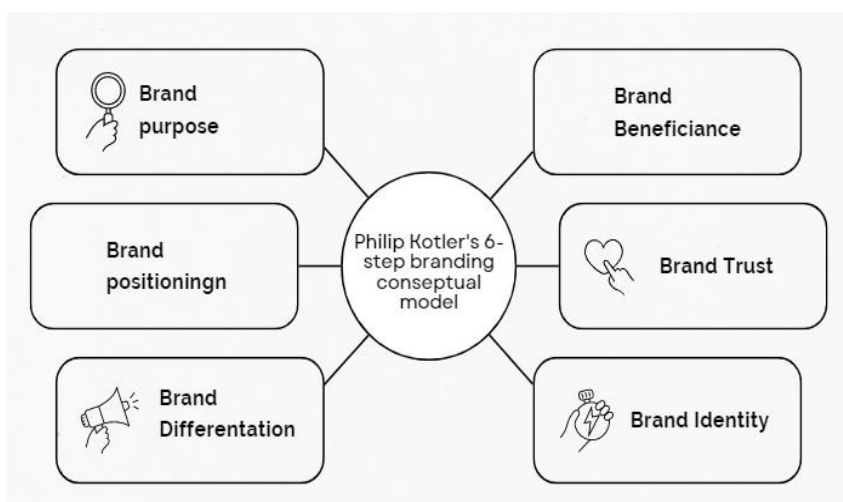 Brand
purpose
Brand
positioningn
Brand
Differentation
Philip Kotler's 6-
step branding
conseptual
model
Brand
Beneficiance
Brand Trust
Brand Identity